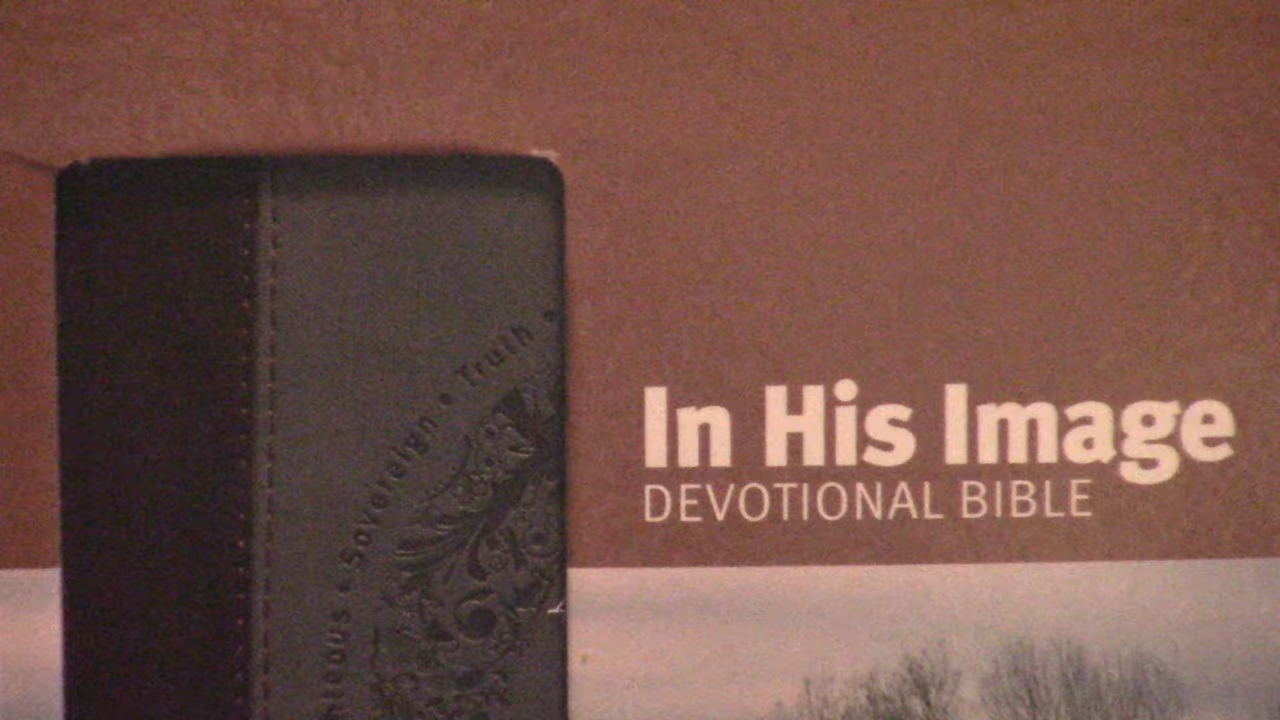 Sovereign • Truth •
In His Image
DEVOTIONAL BIBLE